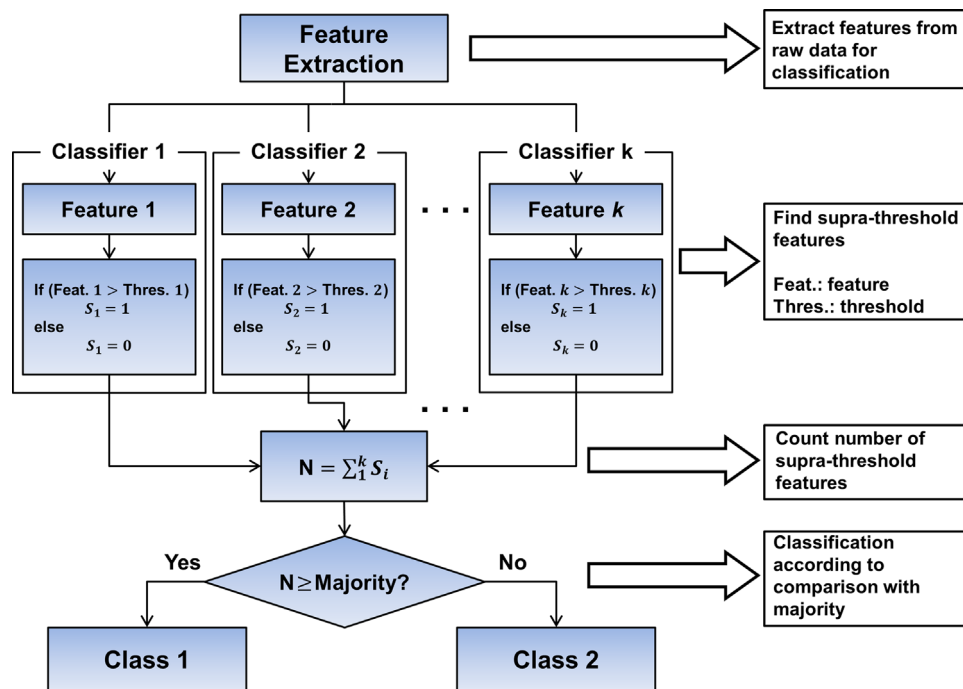 Feature
Extraction
Extract features from
raw data for
classification
Classifier 1
Classifier 2
Classifier k
Feature 1
Feature 2
. . .
Feature k
If (Feat. 1 > Thres. 1)
S₁ = 1
else
S₁ = 0
If (Feat. 2 > Thres. 2)
S₂ = 1
else
S₂ = 0
If (Feat. k > Thres. k)
Sₖ = 1
else
Sₖ = 0
Find supra-threshold
features
Feat.: feature
Thres.: threshold
. . .
N = ∑₁ᵏ Sᵢ
Count number of
supra-threshold
features
Yes
N ≥ Majority?
No
Classification
according to
comparison with
majority
Class 1
Class 2